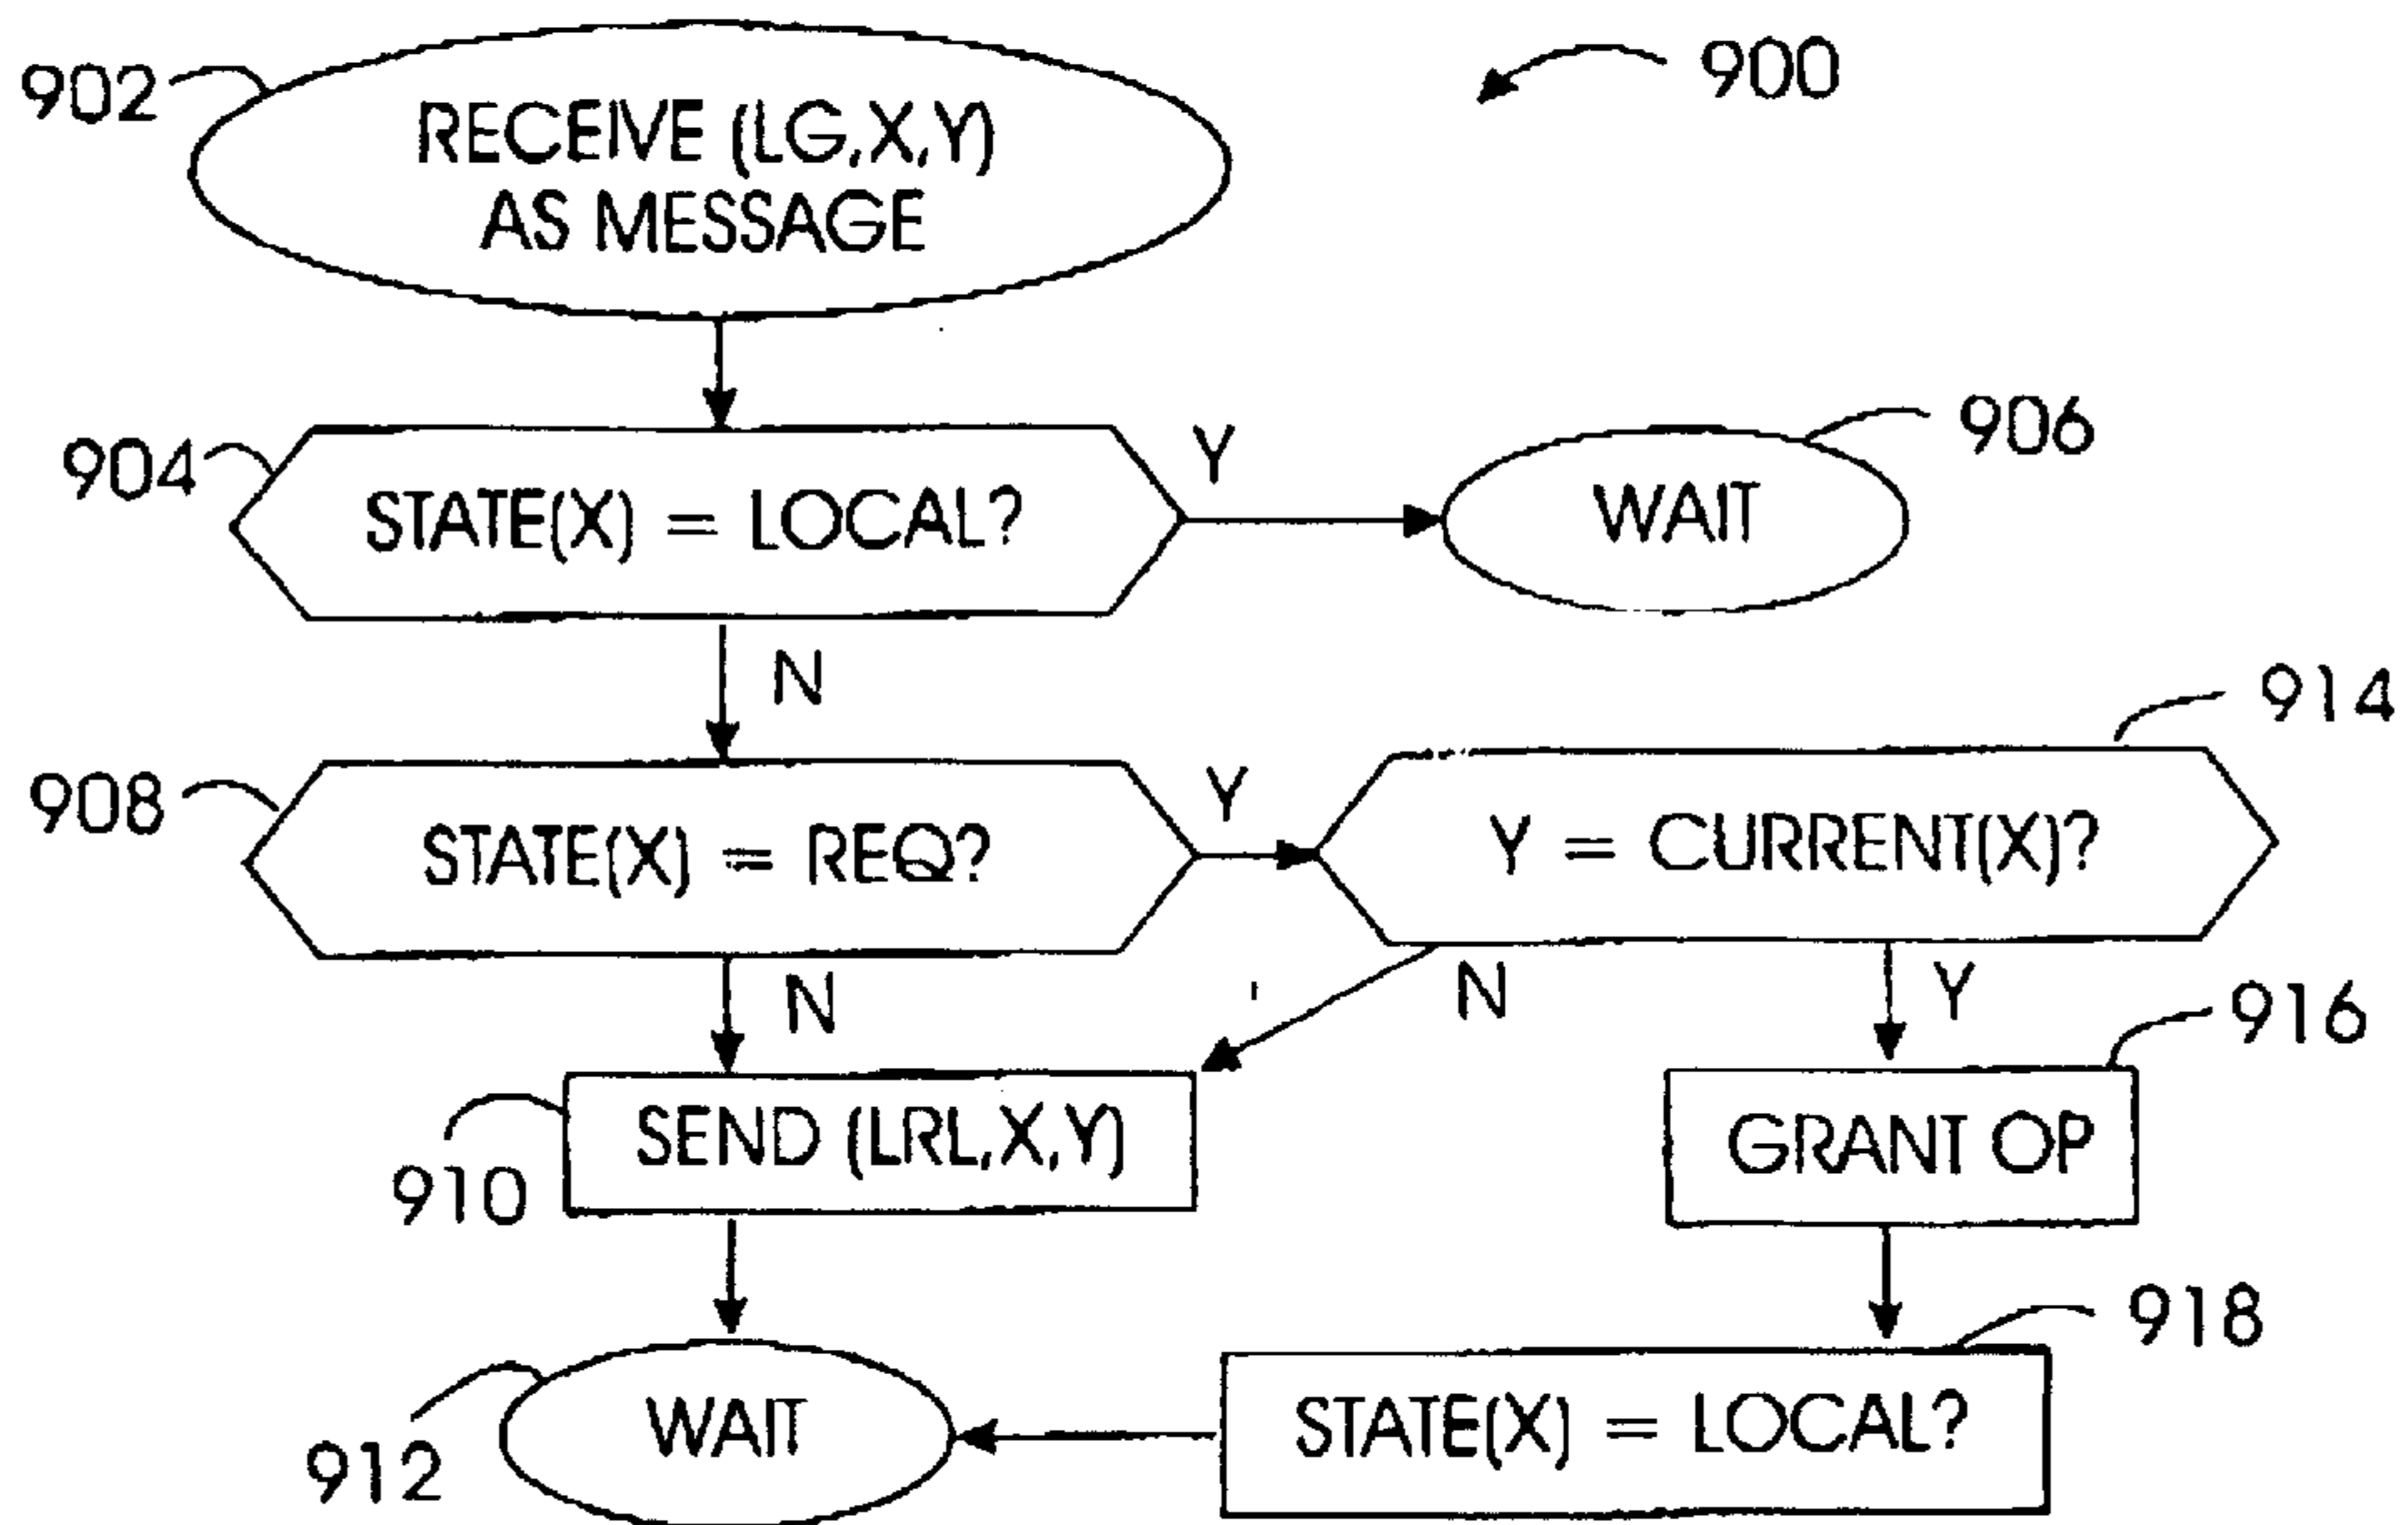 900
902
RECEIVE (LG,X,Y)
AS MESSAGE
904
STATE(X) = LOCAL?
Y
906
WAIT
N
908
STATE(X) = REQ?
Y
914
Y = CURRENT(X)?
N
N
Y
916
910
SEND (LRL,X,Y)
GRANT OP
918
912
WAIT
STATE(X) = LOCAL?